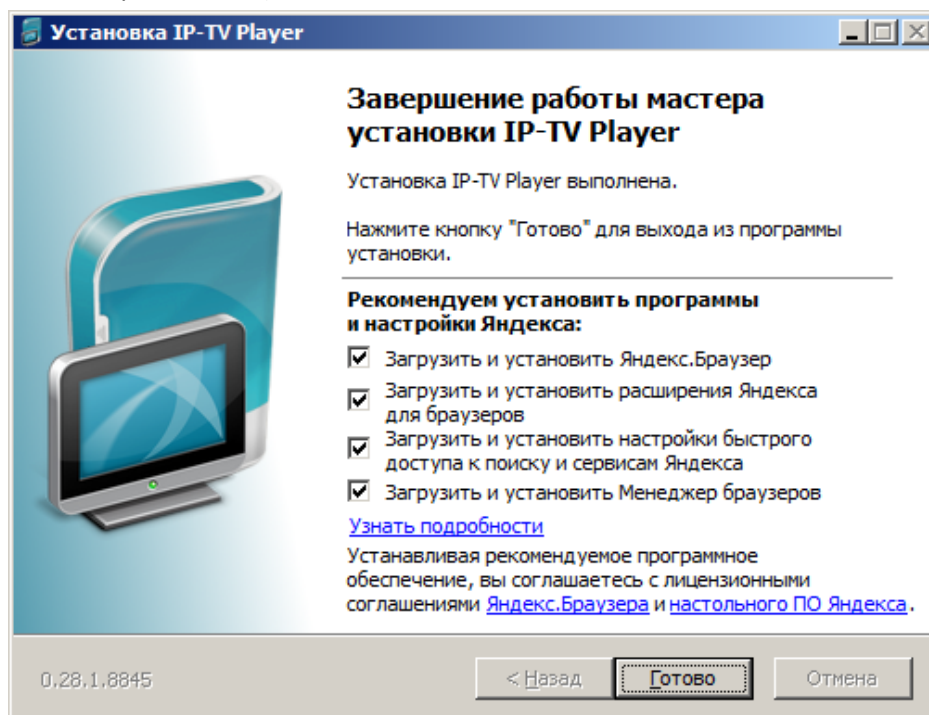 Установка IP-TV Player
Завершение работы мастера
установки IP-TV Player
Установка IP-TV Player выполнена.
Нажмите кнопку "Готово" для выхода из программы
установки.
Рекомендуем установить программы
и настройки Яндекса:
Загрузить и установить Яндекс.Браузер
Загрузить и установить расширения Яндекса
для браузеров
Загрузить и установить настройки быстрого
доступа к поиску и сервисам Яндекса
Загрузить и установить Менеджер браузеров
Узнать подробности
Устанавливая рекомендуемое программное
обеспечение, вы соглашаетесь с лицензионными
соглашениями Яндекс.Браузера и настольного ПО Яндекса.
0.28.1.8845
< Назад
Готово
Отмена